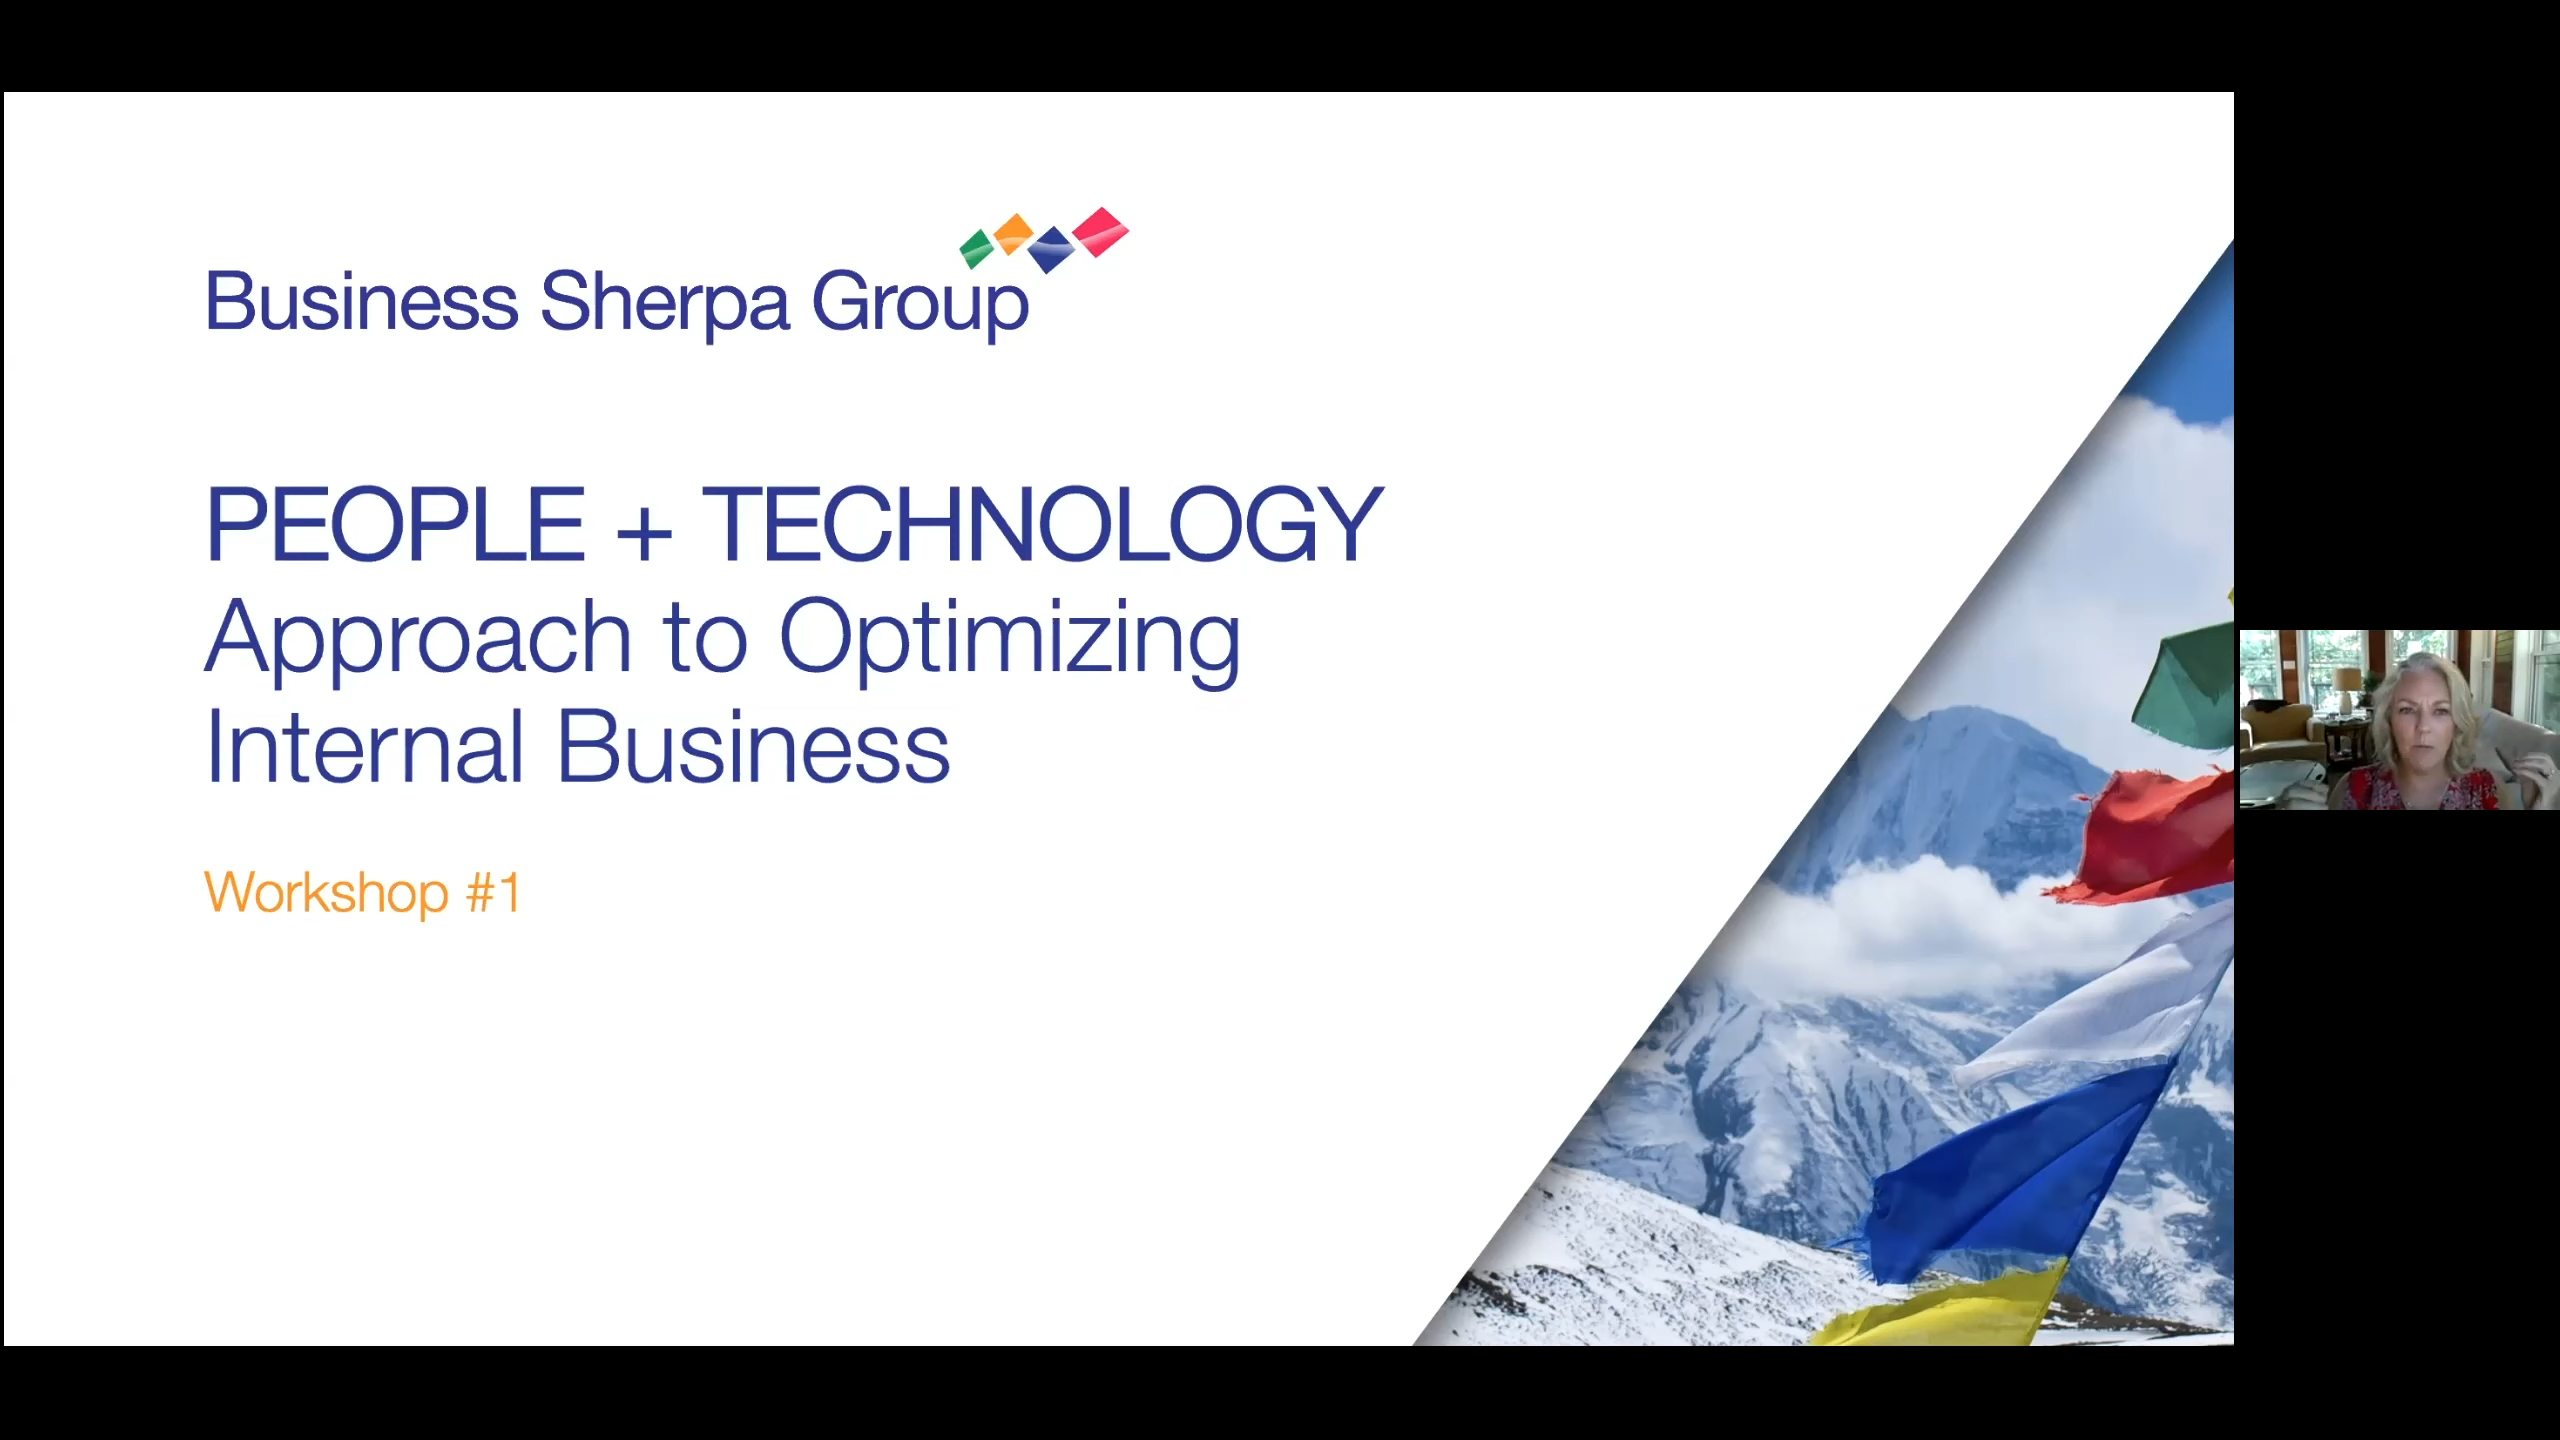 Business Sherpa Group
PEOPLE + TECHNOLOGY
Approach to Optimizing
Internal Business
Workshop #1